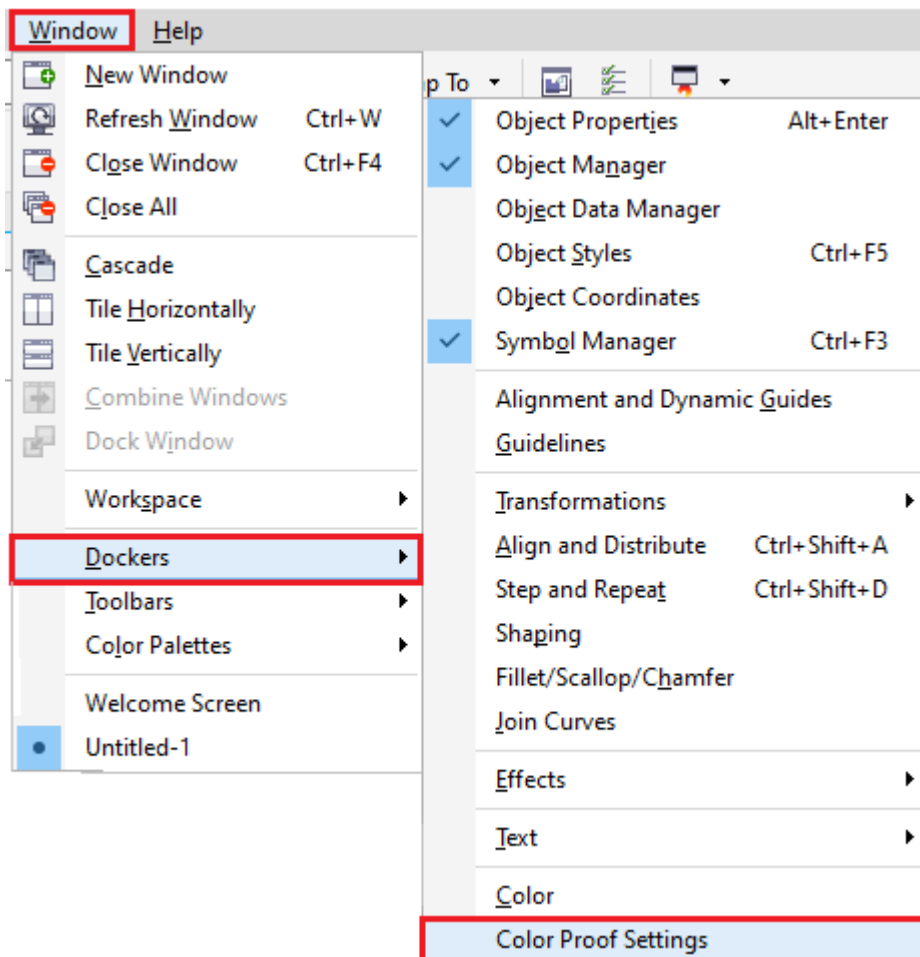 Window Help
New Window
Refresh Window Ctrl+W
Close Window Ctrl+F4
Close All
Cascade
Tile Horizontally
Tile Vertically
Combine Windows
Dock Window
Workspace
Dockers
Toolbars
Color Palettes
Welcome Screen
Untitled-1
p To
Object Properties Alt+Enter
Object Manager
Object Data Manager
Object Styles Ctrl+F5
Object Coordinates
Symbol Manager Ctrl+F3
Alignment and Dynamic Guides
Guidelines
Transformations
Align and Distribute Ctrl+Shift+A
Step and Repeat Ctrl+Shift+D
Shaping
Fillet/Scallop/Chamfer
Join Curves
Effects
Text
Color
Color Proof Settings